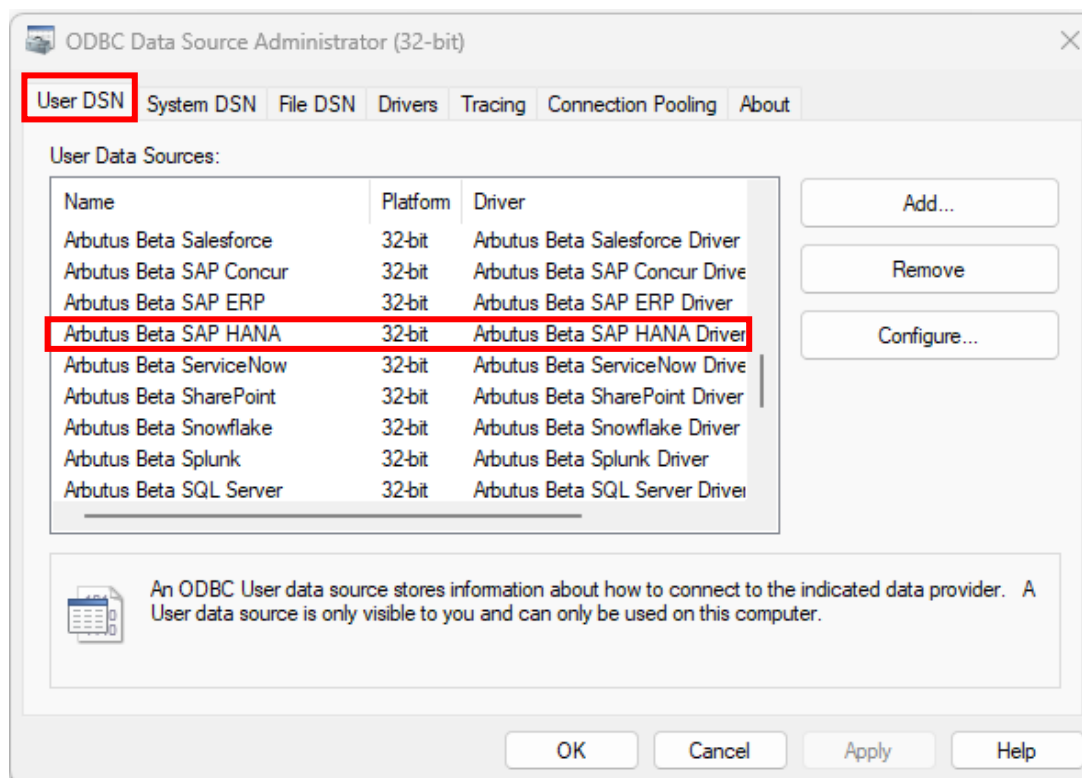 ODBC Data Source Administrator (32-bit)
User DSN System DSN File DSN Drivers Tracing Connection Pooling About
User Data Sources:
Name Platform Driver
Arbutus Beta Salesforce 32-bit Arbutus Beta Salesforce Driver
Arbutus Beta SAP Concur 32-bit Arbutus Beta SAP Concur Drive
Arbutus Beta SAP ERP 32-bit Arbutus Beta SAP ERP Driver
Arbutus Beta SAP HANA 32-bit Arbutus Beta SAP HANA Driver
Arbutus Beta ServiceNow 32-bit Arbutus Beta ServiceNow Drive
Arbutus Beta SharePoint 32-bit Arbutus Beta SharePoint Driver
Arbutus Beta Snowflake 32-bit Arbutus Beta Snowflake Driver
Arbutus Beta Splunk 32-bit Arbutus Beta Splunk Driver
Arbutus Beta SQL Server 32-bit Arbutus Beta SQL Server Driver
Add...
Remove
Configure...
An ODBC User data source stores information about how to connect to the indicated data provider. A
User data source is only visible to you and can only be used on this computer.
OK Cancel Apply Help